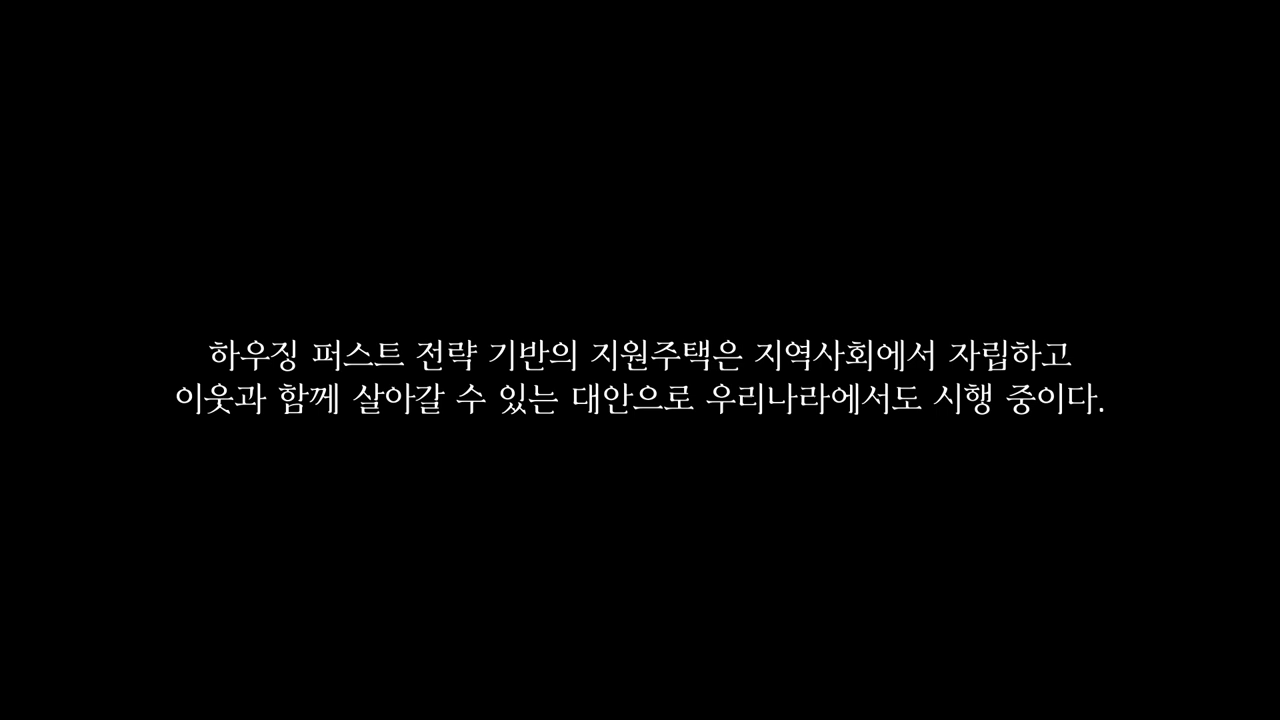 하우징 퍼스트 전략 기반의 지원주택은 지역사회에서 자립하고
이웃과 함께 살아갈 수 있는 대안으로 우리나라에서도 시행 중이다.